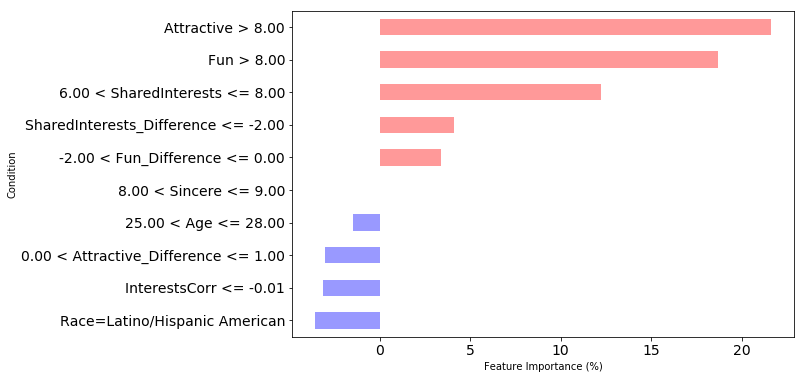 Attractive > 8.00
Fun > 8.00
6.00 < SharedInterests <= 8.00
SharedInterests_Difference <= -2.00
-2.00 < Fun_Difference <= 0.00
8.00 < Sincere <= 9.00
25.00 < Age <= 28.00
0.00 < Attractive_Difference <= 1.00
InterestsCorr <= -0.01
Race=Latino/Hispanic American
Condition
0 5 10 15 20
Feature Importance (%)